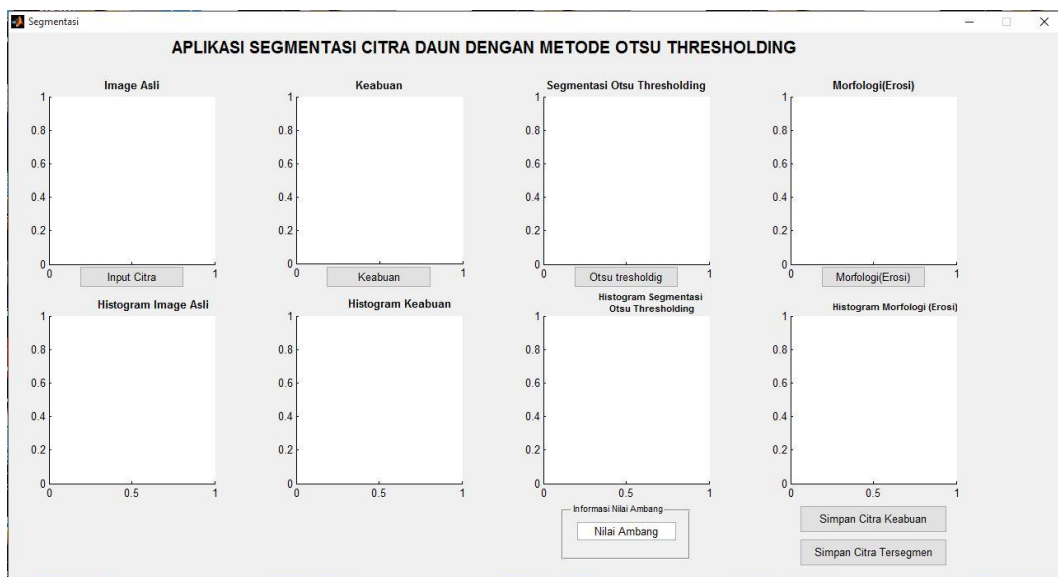 Segmentasi
APLIKASI SEGMENTASI CITRA DAUN DENGAN METODE OTSU THRESHOLDING
Image Asli
1
0.8
0.6
0.4
0.2
0
0 1
Input Citra
Keabuan
1
0.8
0.6
0.4
0.2
0
0 1
Keabuan
Segmentasi Otsu Thresholding
1
0.8
0.6
0.4
0.2
0
0 1
Otsu tresholdig
Morfologi(Erosi)
1
0.8
0.6
0.4
0.2
0
0 1
Morfologi(Erosi)
Histogram Image Asli
1
0.8
0.6
0.4
0.2
0
0 0.5 1
Histogram Keabuan
1
0.8
0.6
0.4
0.2
0
0 0.5 1
Histogram Segmentasi
Otsu Thresholding
1
0.8
0.6
0.4
0.2
0
0 0.5 1
Histogram Morfologi (Erosi)
1
0.8
0.6
0.4
0.2
0
0 0.5 1
Informasi Nilai Ambang
Nilai Ambang
Simpan Citra Keabuan
Simpan Citra Tersegmen